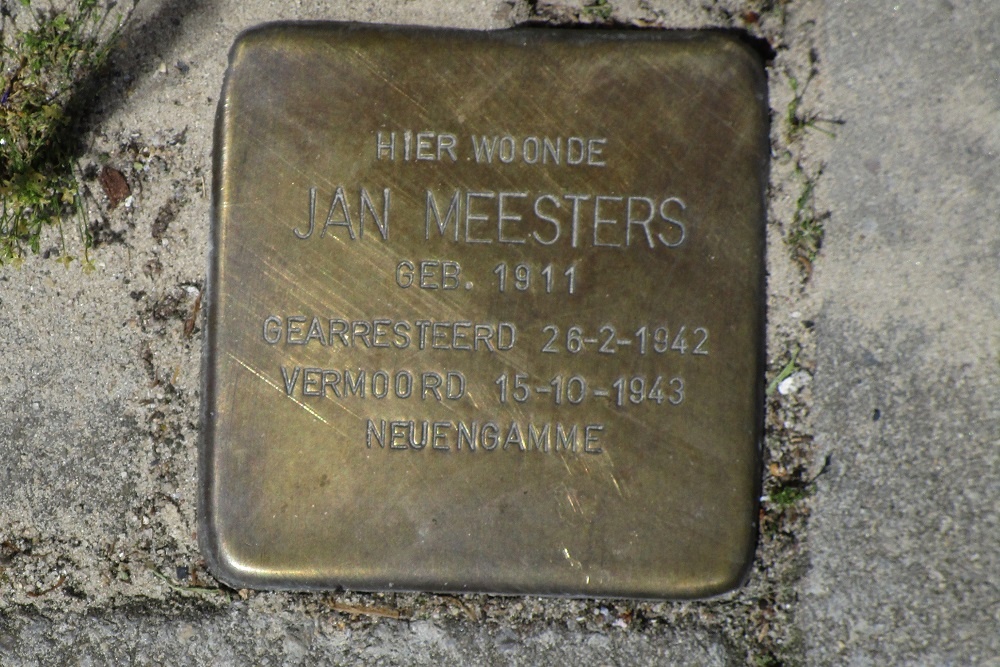 HIER WOONDE
JAN MEESTERS
GEB. 1911
GEARRESTEERD 26-2-1942
VERMOORD 15-10-1943
NEUENGAMME